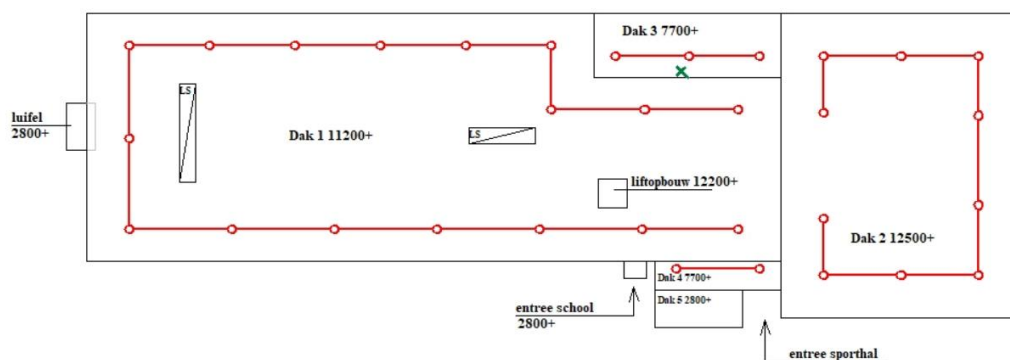 Dak 3 7700+
LS
luifel
2800+
Dak 1 11200+
LS
liftopbouw 12200+
Dak 2 12500+
Dak 4 7700+
Dak 5 2800+
entree school
2800+
entree sporthal